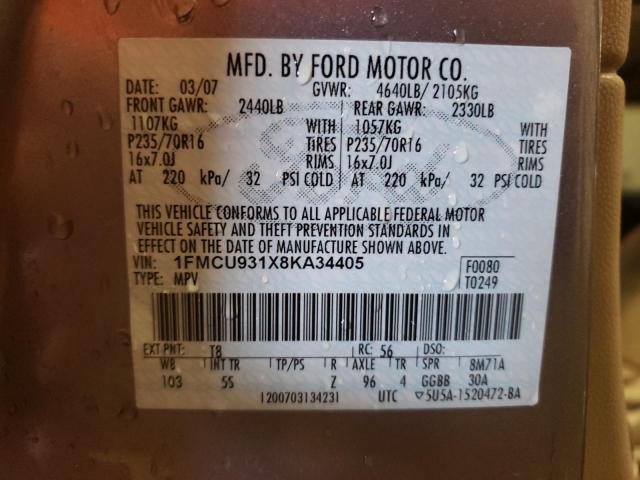 MFD. BY FORD MOTOR CO.
DATE: 03/07 GVWR: 4640LB/ 2105KG
FRONT GAWR: 2440LB REAR GAWR: 2330LB
1107KG WITH 1057KG WITH
P235/70R16 TIRES P235/70R16 TIRES
16x7.0J RIMS 16x7.0J RIMS
AT 220 kPa/ 32 PSI COLD AT 220 kPa/ 32 PSI COLD
THIS VEHICLE CONFORMS TO ALL APPLICABLE FEDERAL MOTOR
VEHICLE SAFETY AND THEFT PREVENTION STANDARDS IN
EFFECT ON THE DATE OF MANUFACTURE SHOWN ABOVE.
VIN: 1FMCU931X8KA34405 F0080
TYPE: MPV T0249
EXT PNT: T8 RC: 56 DSO:
WB INT TR TP/PS R AXLE TR SPR 8M71A
103 5S Z 96 4 GGBB 30A
1200703134231 UTC ▽5U5A-1520472-BA